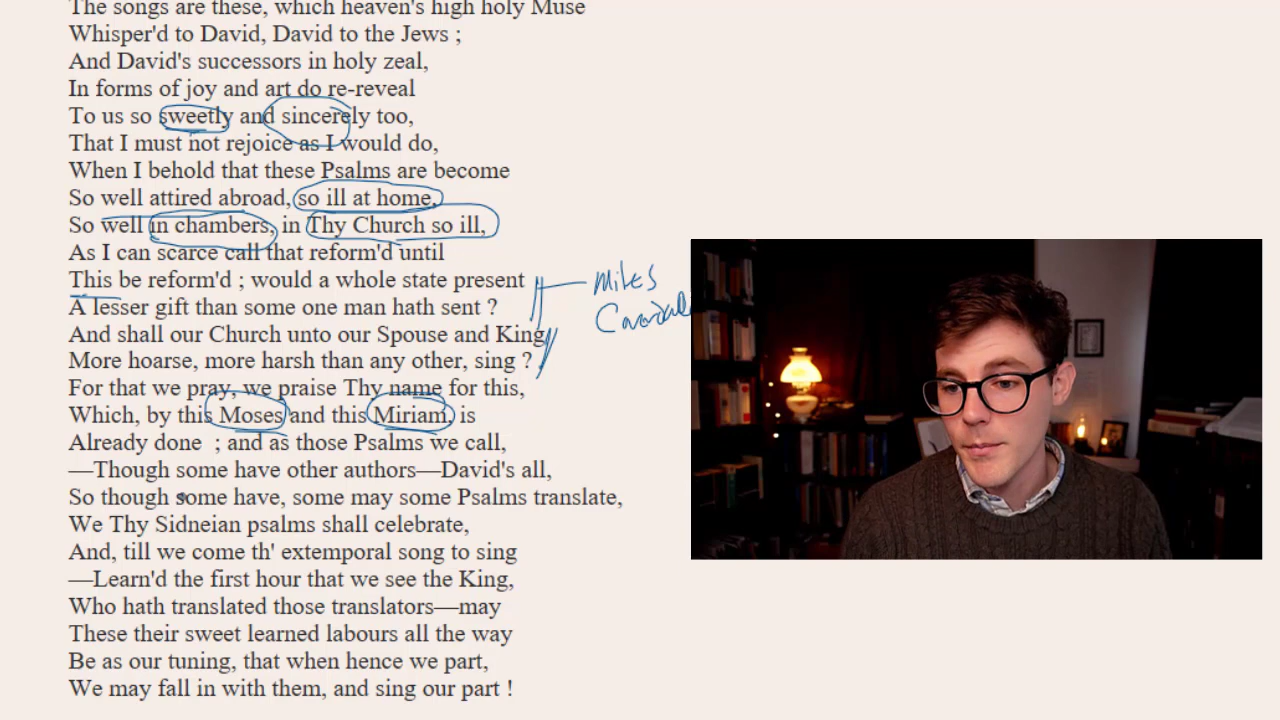 The songs are these, which heaven's high holy Muse
Whisper'd to David, David to the Jews ;
And David's successors in holy zeal,
In forms of joy and art do re-reveal
To us so sweetly and sincerely too,
That I must not rejoice as I would do,
When I behold that these Psalms are become
So well attired abroad, so ill at home,
So well in chambers, in Thy Church so ill,
As I can scarce call that reform'd until
This be reform'd ; would a whole state present
A lesser gift than some one man hath sent ?
And shall our Church unto our Spouse and King
More hoarse, more harsh than any other, sing ?
For that we pray, we praise Thy name for this,
Which, by this Moses and this Miriam, is
Already done ; and as those Psalms we call,
—Though some have other authors—David's all,
So though some have, some may some Psalms translate,
We Thy Sidneian psalms shall celebrate,
And, till we come th' extemporal song to sing
—Learn'd the first hour that we see the King,
Who hath translated those translators—may
These their sweet learned labours all the way
Be as our tuning, that when hence we part,
We may fall in with them, and sing our part !
Miles